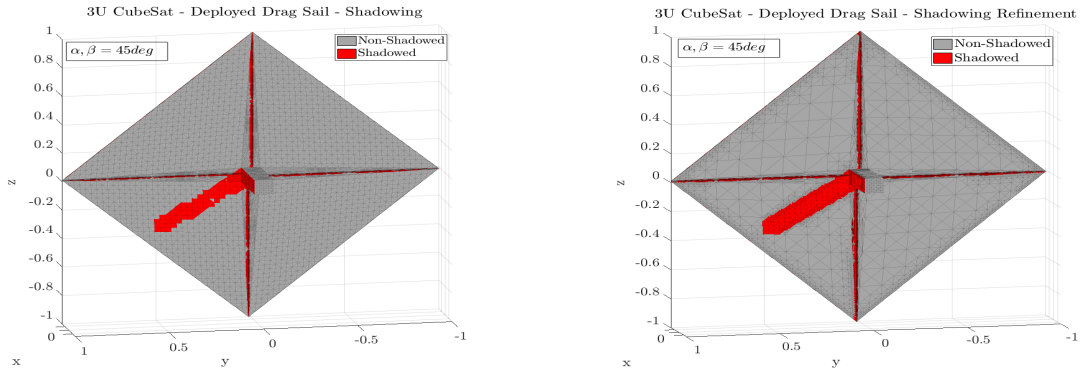 3U CubeSat - Deployed Drag Sail - Shadowing
α, β = 45deg
Non-Shadowed
Shadowed
1
0.8
0.6
0.4
0.2
0
-0.2
-0.4
-0.6
-0.8
-1
z
0
1
x
0.5
0
-0.5
-1
y
3U CubeSat - Deployed Drag Sail - Shadowing Refinement
α, β = 45deg
Non-Shadowed
Shadowed
1
0.8
0.6
0.4
0.2
0
-0.2
-0.4
-0.6
-0.8
-1
z
0
1
x
0.5
0
-0.5
-1
y